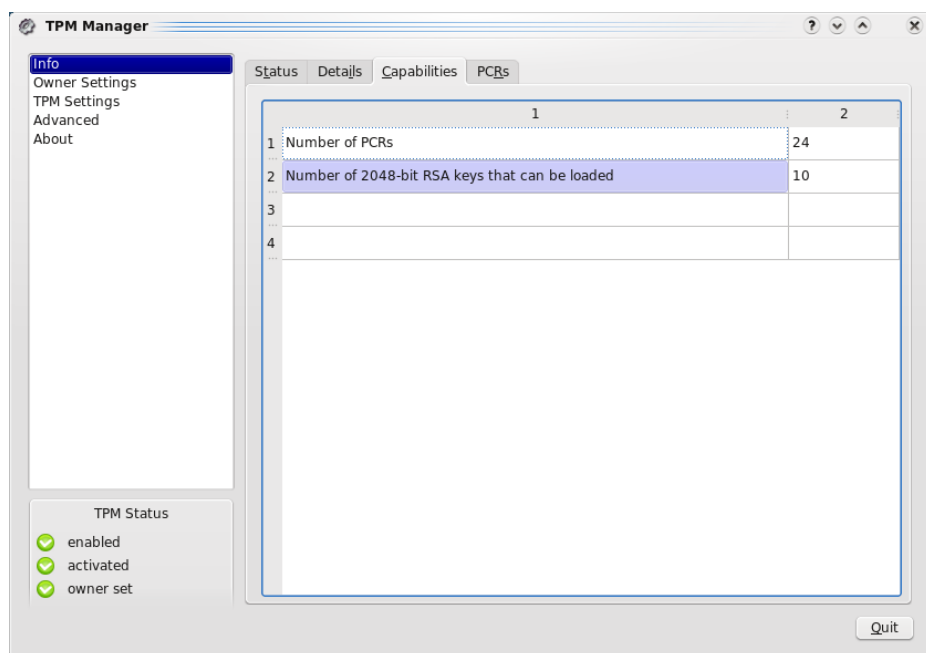 TPM Manager
Info
Owner Settings
TPM Settings
Advanced
About
Status Details Capabilities PCRs
1 2
1 Number of PCRs 24
2 Number of 2048-bit RSA keys that can be loaded 10
3
4
TPM Status
enabled
activated
owner set
Quit